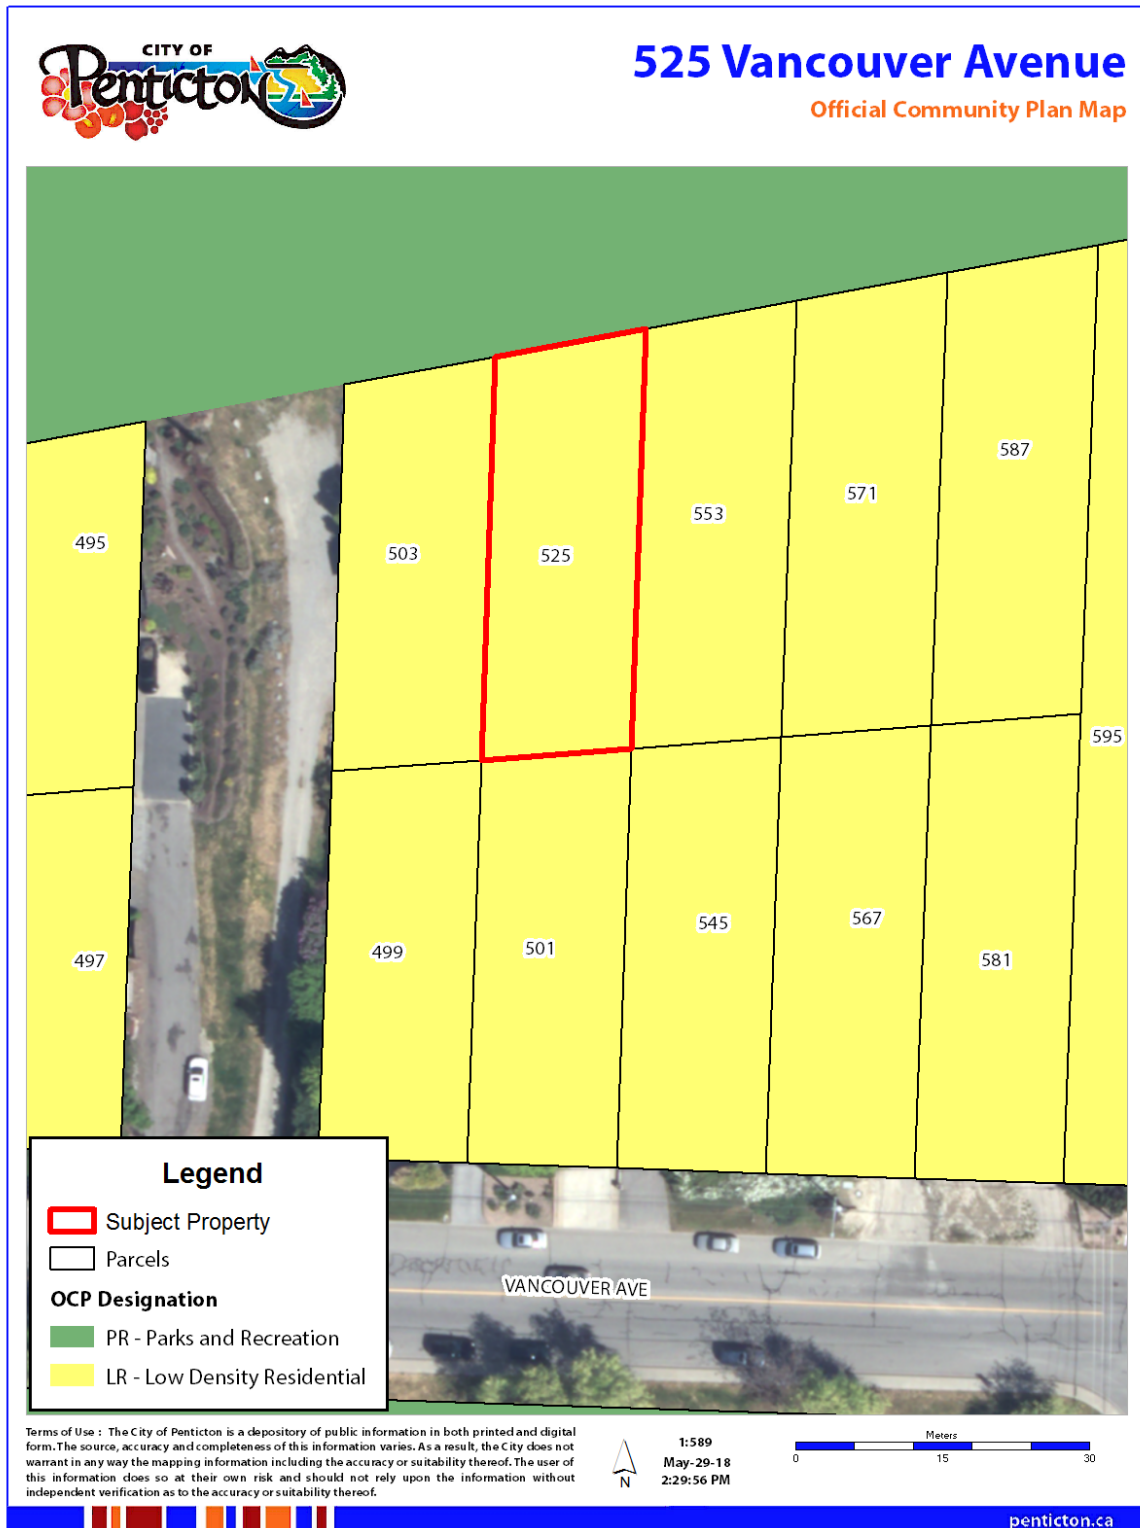 CITY OF
Penticton
525 Vancouver Avenue
Official Community Plan Map
587
571
553
495
503
525
595
545
567
499
501
497
581
VANCOUVER AVE
Legend
Subject Property
Parcels
OCP Designation
PR - Parks and Recreation
LR - Low Density Residential
Terms of Use : The City of Penticton is a depository of public information in both printed and digital
form. The source, accuracy and completeness of this information varies. As a result, the City does not
warrant in any way the mapping information including the accuracy or suitability thereof. The user of
this information does so at their own risk and should not rely upon the information without
independent verification as to the accuracy or suitability thereof.
N
1:589
May-29-18
2:29:56 PM
Meters
0 15 30
penticton.ca